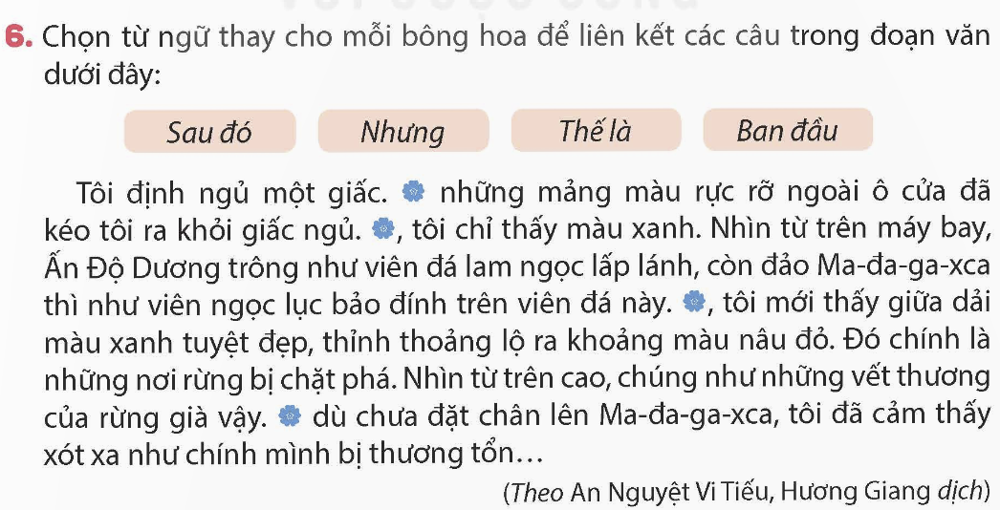 6. Chọn từ ngữ thay cho mỗi bông hoa để liên kết các câu trong đoạn văn
dưới đây:
Sau đó Nhưng Thế là Ban đầu
Tôi định ngủ một giấc. những mảng màu rực rỡ ngoài ô cửa đã
kéo tôi ra khỏi giấc ngủ. , tôi chỉ thấy màu xanh. Nhìn từ trên máy bay,
Ấn Độ Dương trông như viên đá lam ngọc lấp lánh, còn đảo Ma-đa-ga-xca
thì như viên ngọc lục bảo đính trên viên đá này. , tôi mới thấy giữa dải
màu xanh tuyệt đẹp, thỉnh thoảng lộ ra khoảng màu nâu đỏ. Đó chính là
những nơi rừng bị chặt phá. Nhìn từ trên cao, chúng như những vết thương
của rừng già vậy. dù chưa đặt chân lên Ma-đa-ga-xca, tôi đã cảm thấy
xót xa như chính mình bị thương tổn...
(Theo An Nguyệt Vi Tiếu, Hương Giang dịch)